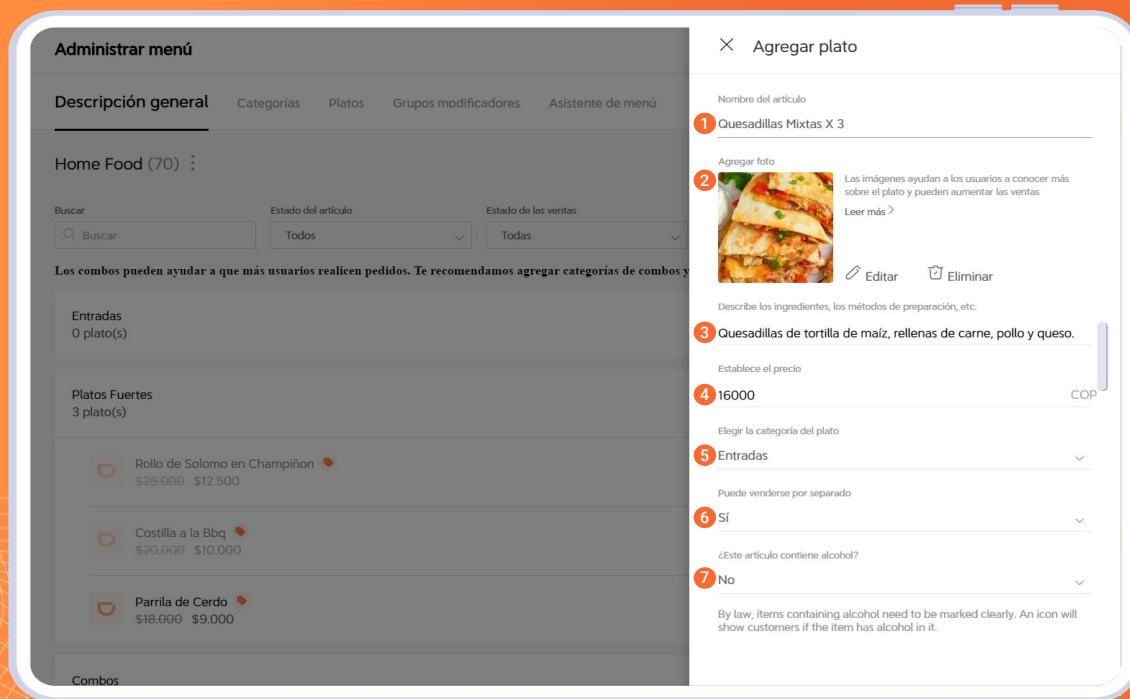 Administrar menú
Descripción general Categorías Platos Grupos modificadores Asistente de menú
Home Food (70)
Buscar Estado del artículo Estado de las ventas
Buscar Todos Todas
Los combos pueden ayudar a que más usuarios realicen pedidos. Te recomendamos agregar categorías de combos y
Entradas
0 plato(s)
Platos Fuertes
3 plato(s)
Rollo de Solomo en Champiñon
$25.000 $12.500
Costilla a la Bbq
$20.000 $10.000
Parrila de Cerdo
$18.000 $9.000
Combos
Agregar plato
Nombre del artículo
1 Quesadillas Mixtas X 3
Agregar foto
2
Las imágenes ayudan a los usuarios a conocer más
sobre el plato y pueden aumentar las ventas
Leer más
Editar Eliminar
Describe los ingredientes, los métodos de preparación, etc.
3 Quesadillas de tortilla de maíz, rellenas de carne, pollo y queso.
Establece el precio
4 16000 COP
Elegir la categoría del plato
5 Entradas
Puede venderse por separado
6 Sí
¿Este artículo contiene alcohol?
7 No
By law, items containing alcohol need to be marked clearly. An icon will
show customers if the item has alcohol in it.